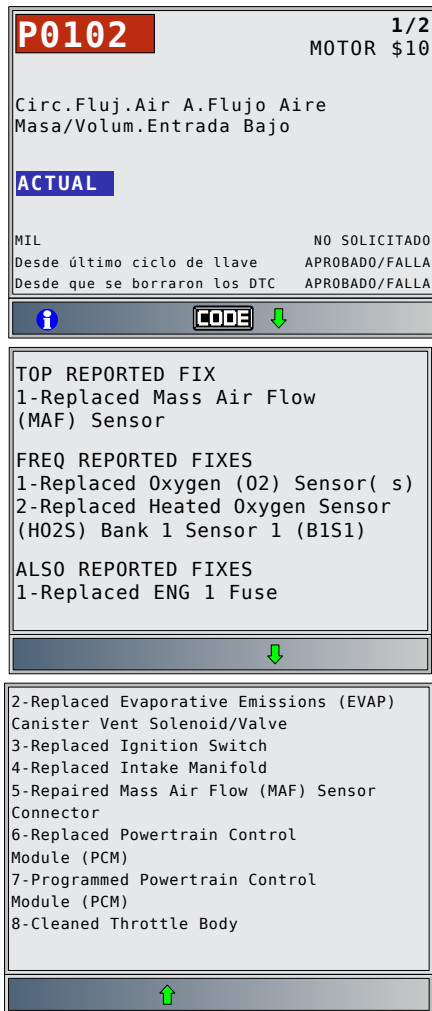 P0102
1/2
MOTOR $10
Circ.Fluj.Air A.Flujo Aire
Masa/Volum.Entrada Bajo
ACTUAL
MIL NO SOLICITADO
Desde último ciclo de llave APROBADO/FALLA
Desde que se borraron los DTC APROBADO/FALLA
i CODE
TOP REPORTED FIX
1-Replaced Mass Air Flow
(MAF) Sensor
FREQ REPORTED FIXES
1-Replaced Oxygen (O2) Sensor( s)
2-Replaced Heated Oxygen Sensor
(HO2S) Bank 1 Sensor 1 (B1S1)
ALSO REPORTED FIXES
1-Replaced ENG 1 Fuse
2-Replaced Evaporative Emissions (EVAP)
Canister Vent Solenoid/Valve
3-Replaced Ignition Switch
4-Replaced Intake Manifold
5-Repaired Mass Air Flow (MAF) Sensor
Connector
6-Replaced Powertrain Control
Module (PCM)
7-Programmed Powertrain Control
Module (PCM)
8-Cleaned Throttle Body